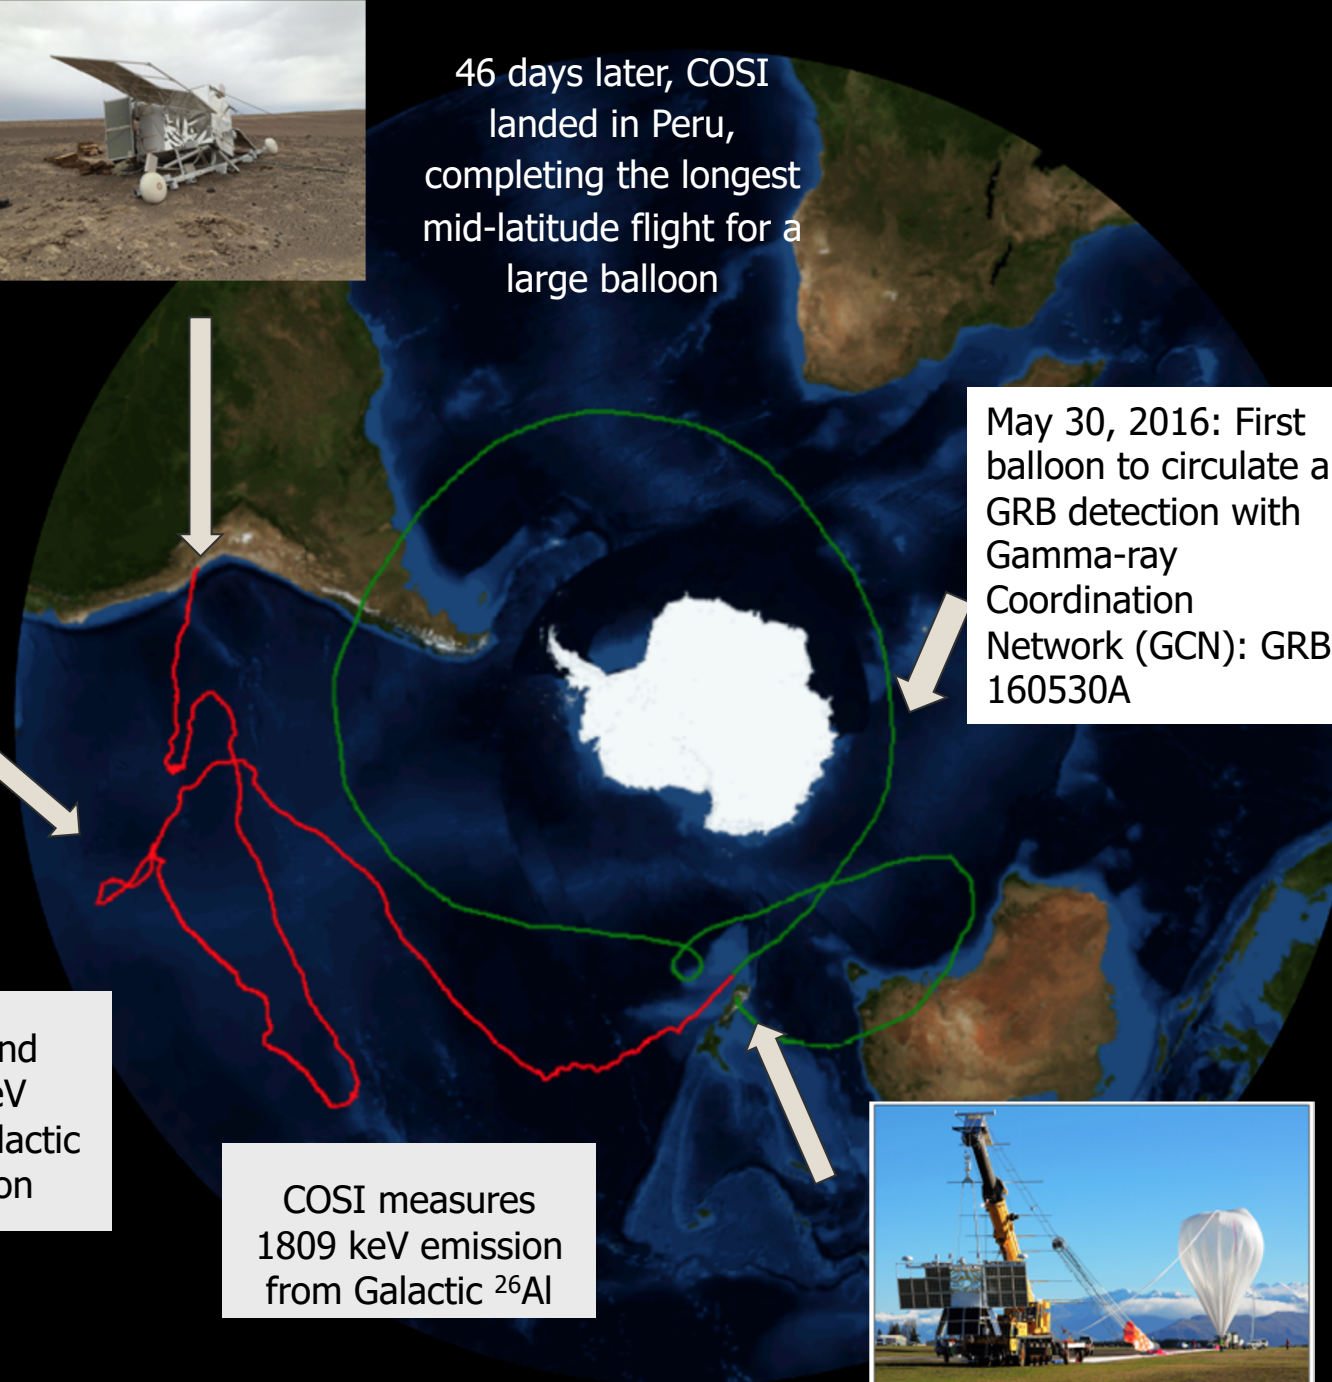 46 days later, COSI
landed in Peru,
completing the longest
mid-latitude flight for a
large balloon
May 30, 2016: First
balloon to circulate a
GRB detection with
Gamma-ray
Coordination
Network (GCN): GRB
160530A
COSI measures
1809 keV emission
from Galactic ²⁶Al